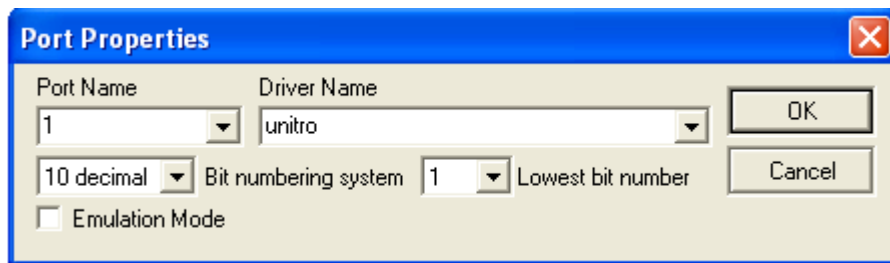 Port Properties
Port Name Driver Name
1 unitro OK
10 decimal Bit numbering system 1 Lowest bit number Cancel
Emulation Mode